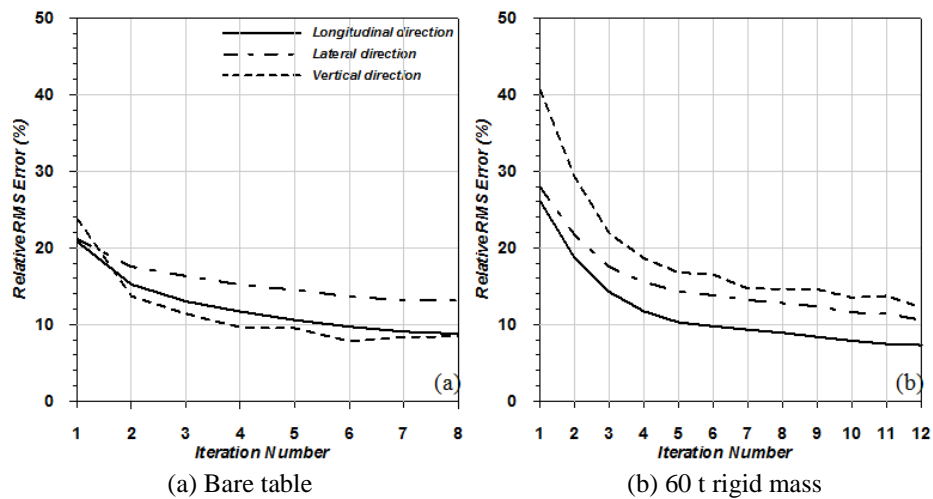 50
40
30
20
10
0
Relative RMS Error (%)
Longitudinal direction
Lateral direction
Vertical direction
(a)
1 2 3 4 5 6 7 8
Iteration Number
(a) Bare table
50
40
30
20
10
0
Relative RMS Error (%)
(b)
1 2 3 4 5 6 7 8 9 10 11 12
Iteration Number
(b) 60 t rigid mass